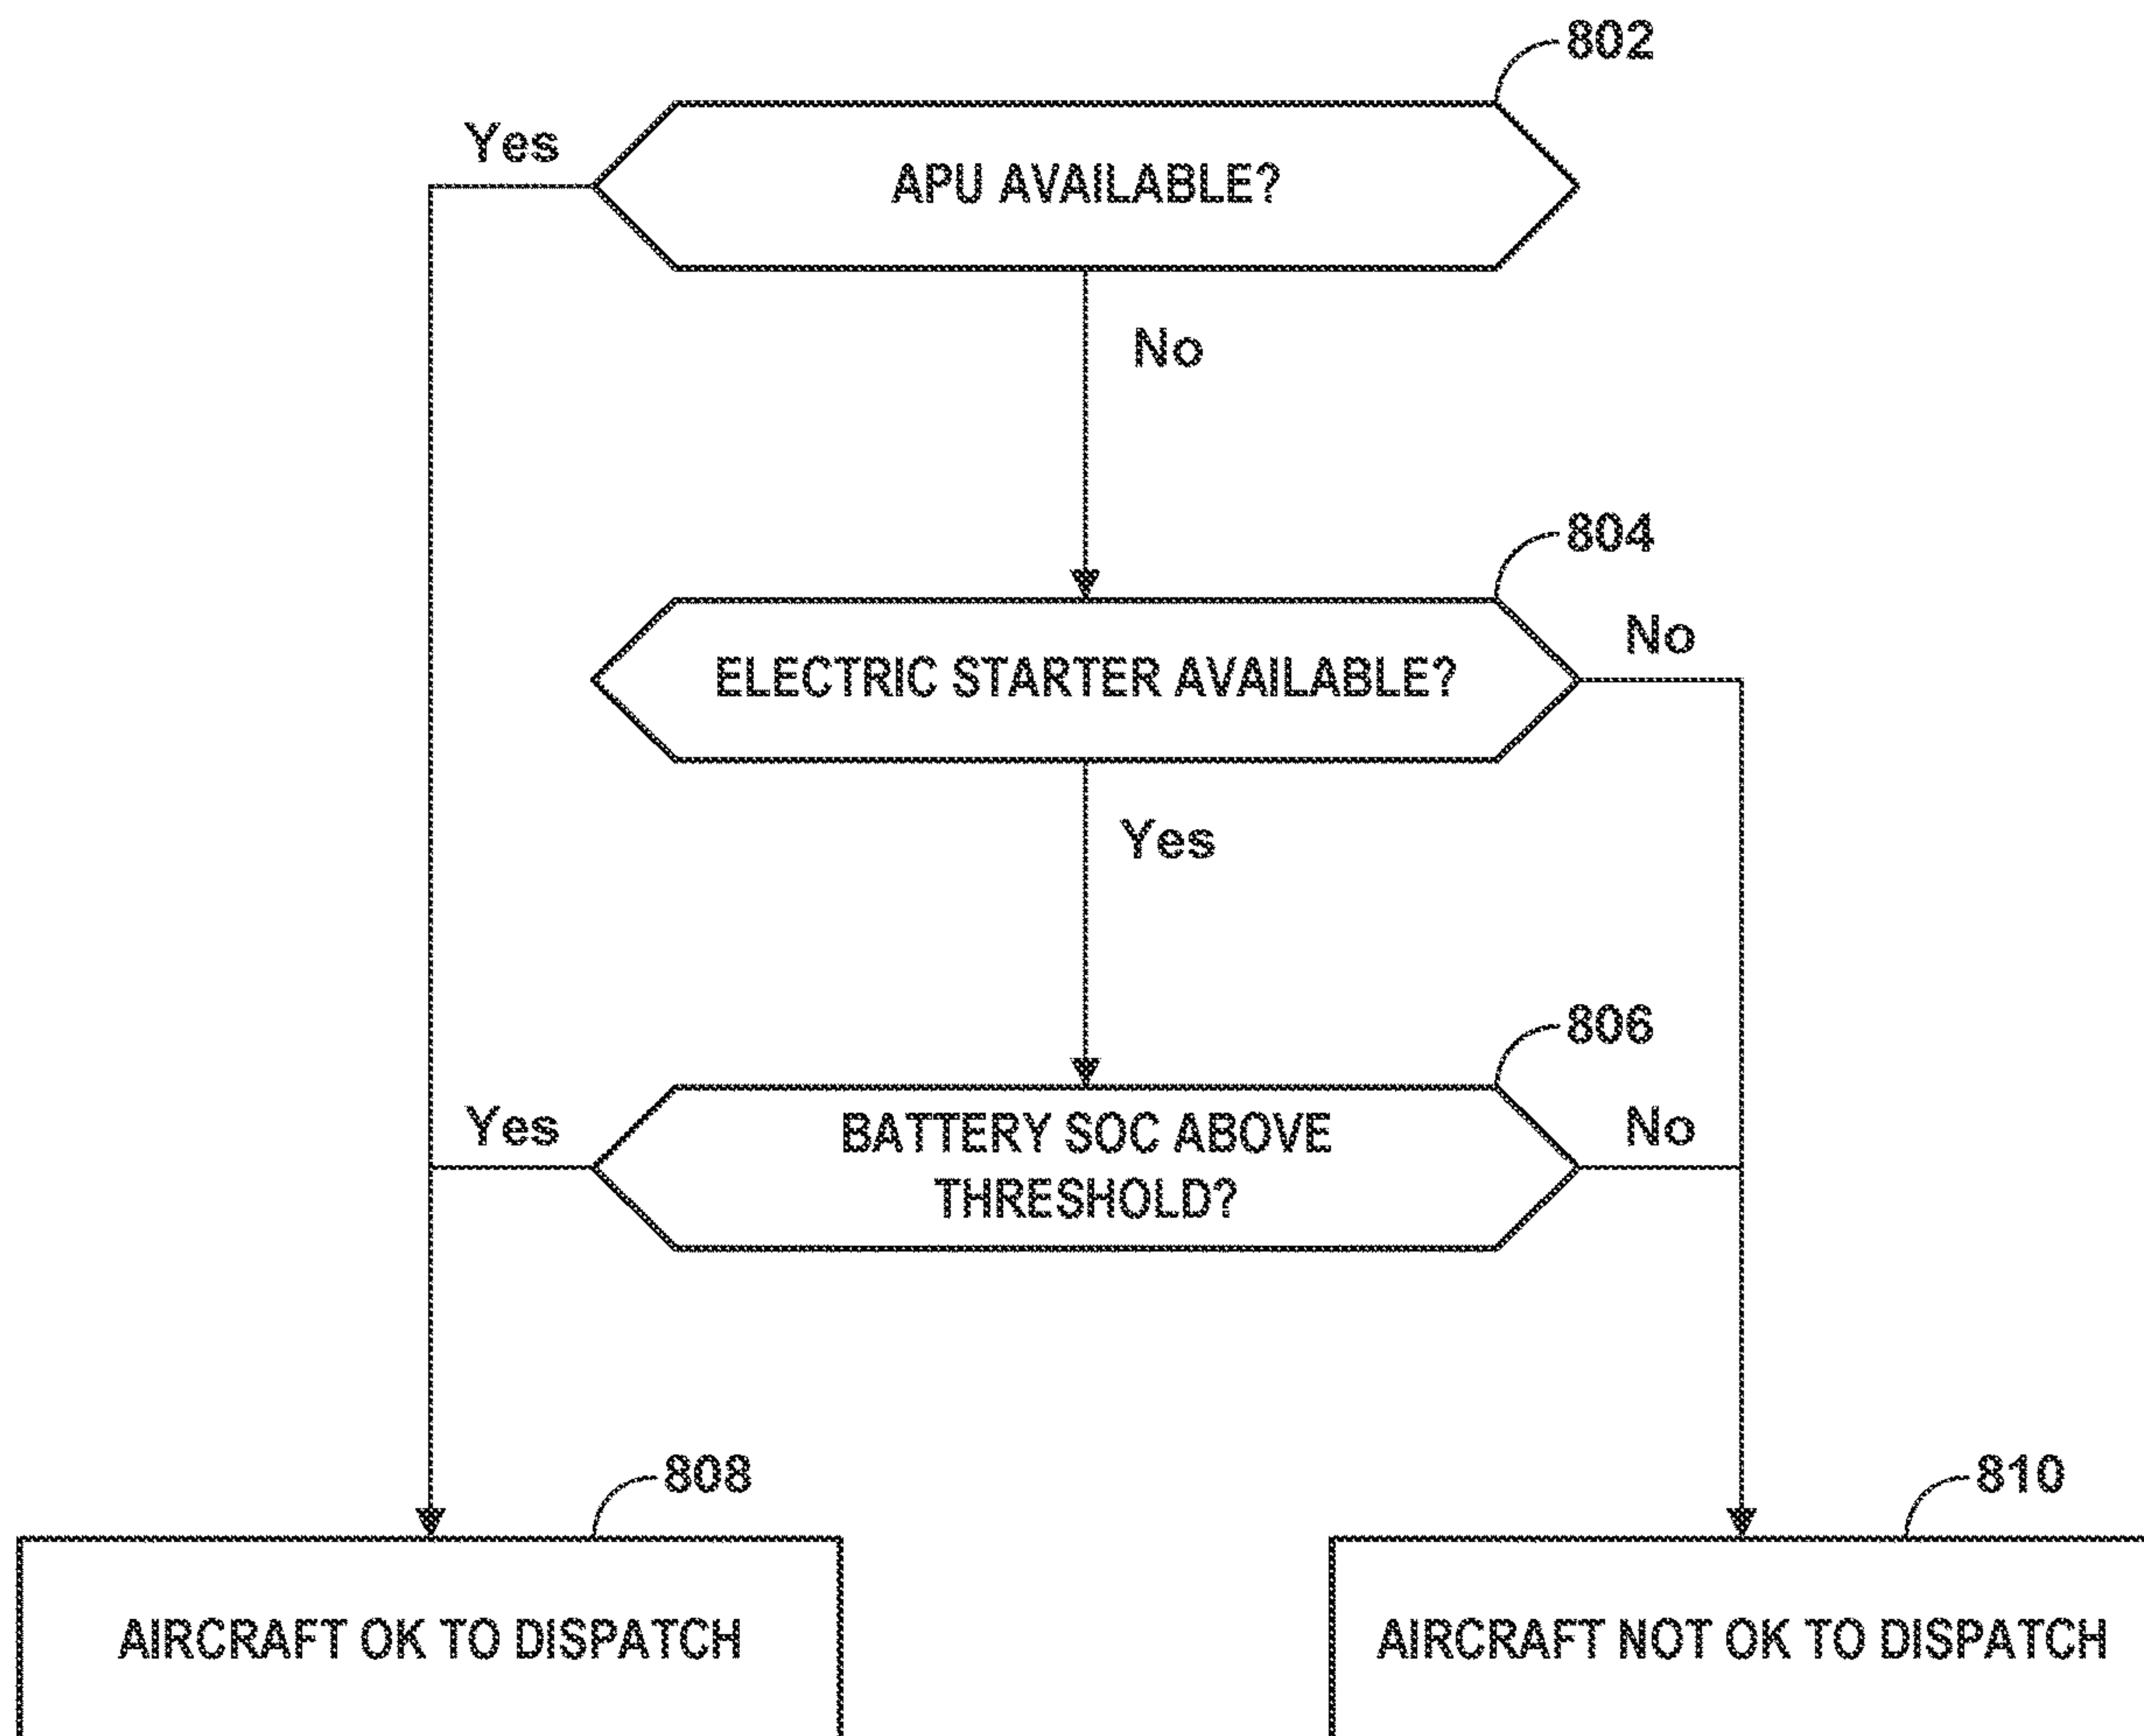 802
Yes
APU AVAILABLE?
No
804
No
ELECTRIC STARTER AVAILABLE?
Yes
806
Yes
BATTERY SOC ABOVE
THRESHOLD?
No
808
810
AIRCRAFT OK TO DISPATCH
AIRCRAFT NOT OK TO DISPATCH